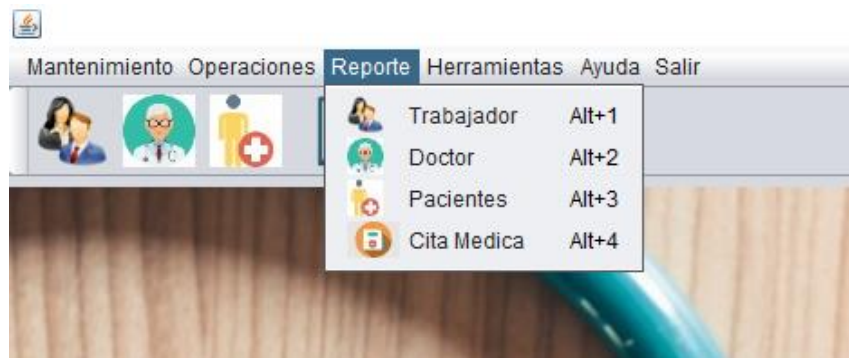 Mantenimiento Operaciones Reporte Herramientas Ayuda Salir
Trabajador Alt+1
Doctor Alt+2
Pacientes Alt+3
Cita Medica Alt+4